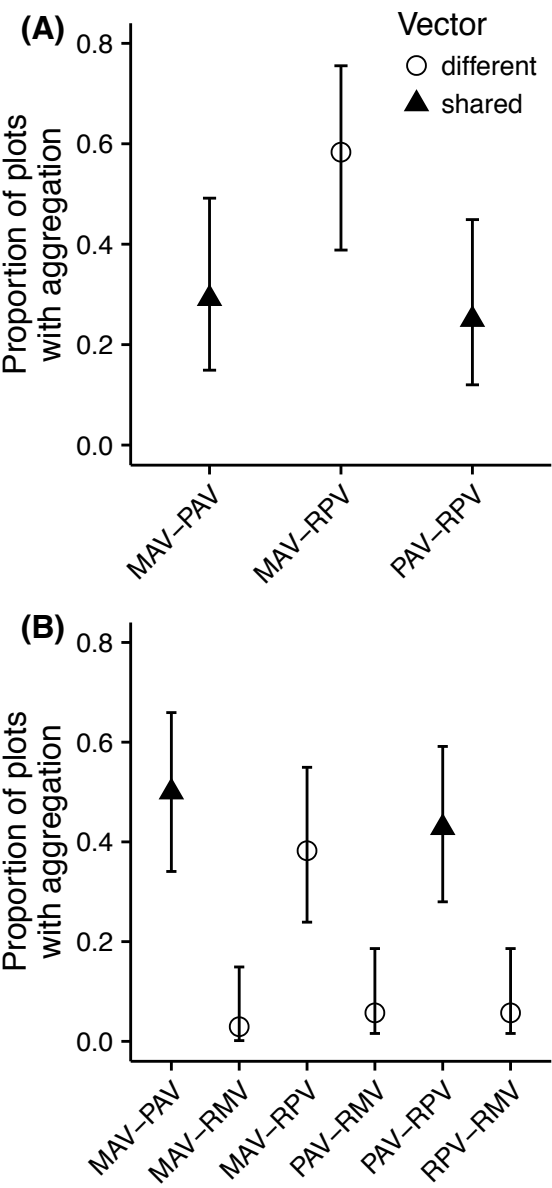 (A)
Vector
different
shared
Proportion of plots
with aggregation
0.8
0.6
0.4
0.2
0.0
MAV−PAV
MAV−RPV
PAV−RPV
(B)
Proportion of plots
with aggregation
0.8
0.6
0.4
0.2
0.0
MAV−PAV
MAV−RMV
MAV−RPV
PAV−RMV
PAV−RPV
RPV−RMV